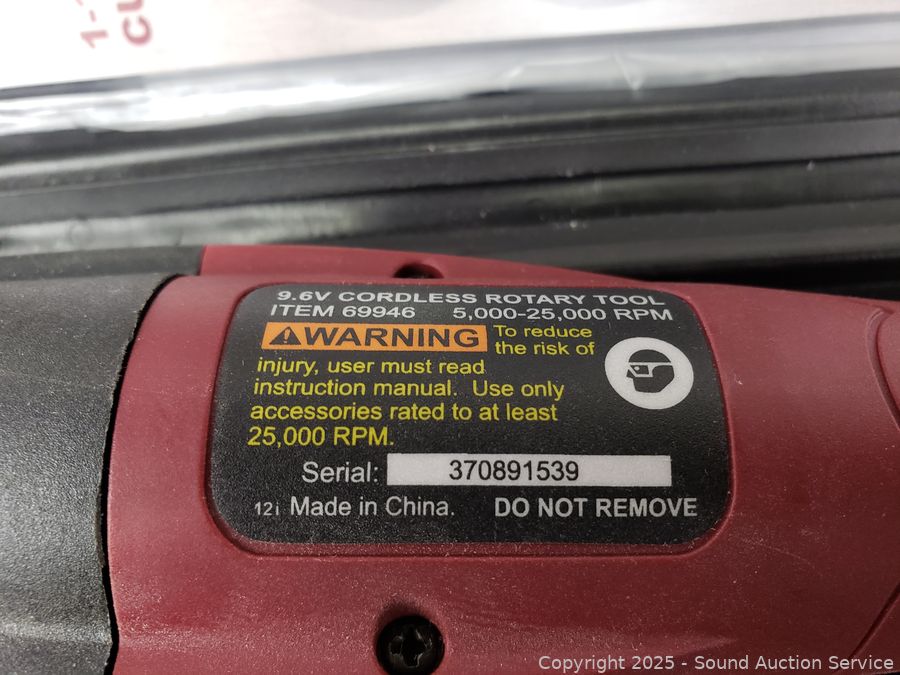 1-
CU
9.6V CORDLESS ROTARY TOOL
ITEM 69946 5,000-25,000 RPM
WARNING To reduce
the risk of
injury, user must read
instruction manual. Use only
accessories rated to at least
25,000 RPM.
Serial: 370891539
12i Made in China. DO NOT REMOVE
Copyright © 2025 - Sound Auction Service